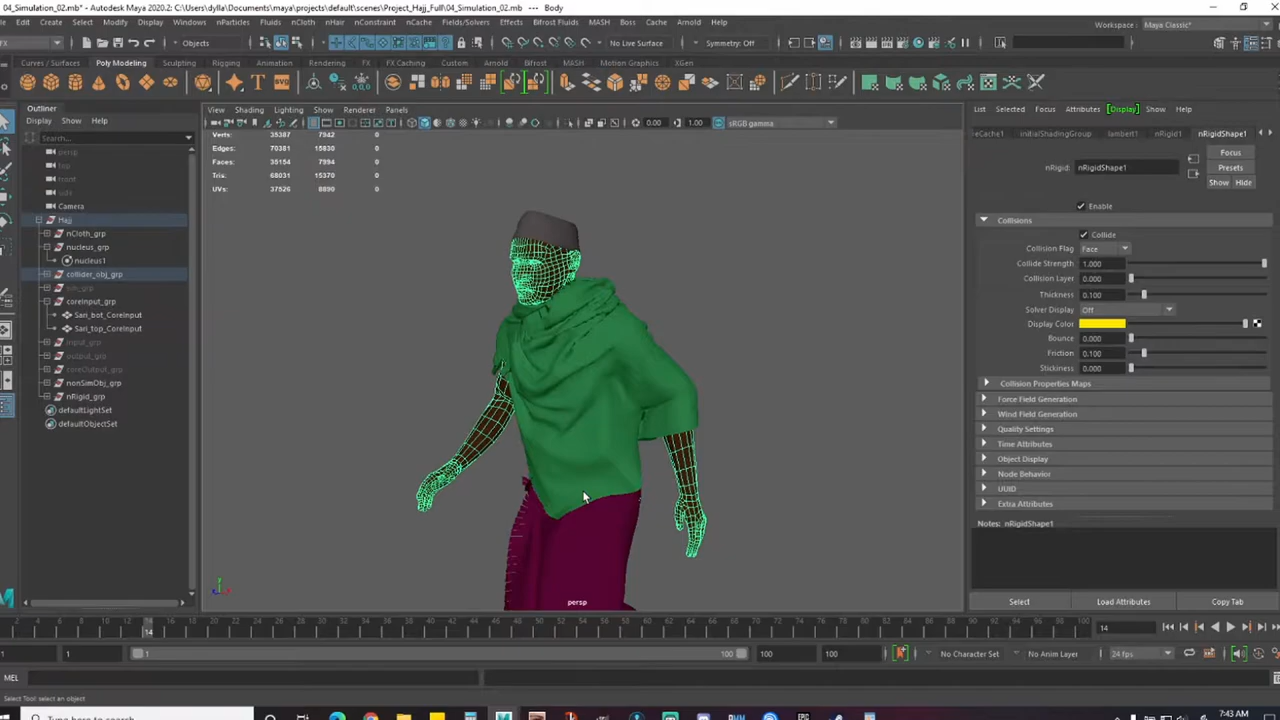 04_Simulation_02.mb* - Autodesk Maya 2020.2: C:\Users\dylla\Documents\maya\projects\default\scenes\Project_Hajj_Full\04_Simulation_02.mb --- Body
Edit Create Select Modify Display Windows nParticles Fluids nCloth nHair nConstraint nCache Fields/Solvers Effects Bifrost Fluids MASH Boss Cache Arnold Help
Workspace : Maya Classic*
Objects
No Live Surface
Symmetry: Off
Curves / Surfaces Poly Modeling Sculpting Rigging Animation Rendering FX FX Caching Custom Arnold Bifrost MASH Motion Graphics XGen
SVG
Outliner
Display Show Help
Search...
persp
top
front
side
Camera
Hajj
nCloth_grp
nucleus_grp
nucleus1
collider_obj_grp
coreInput_grp
Sari_bot_CoreInput
Sari_top_CoreInput
input_grp
output_grp
coreOutput_grp
nonSimObj_grp
nRigid_grp
defaultLightSet
defaultObjectSet
View Shading Lighting Show Renderer Panels
0.00 1.00 sRGB gamma
Verts: 35387 7942 0
Edges: 70381 15830 0
Faces: 35154 7994 0
Tris: 68031 15370 0
UVs: 37526 8890 0
persp
List Selected Focus Attributes Display Show Help
eCache1 initialShadingGroup lambert1 nRigid1 nRigidShape1
Focus
nRigid: nRigidShape1 Presets
Show Hide
Enable
Collisions
Collide
Collision Flag Face
Collide Strength 1.000
Collision Layer 0.000
Thickness 0.100
Solver Display Off
Display Color
Bounce 0.000
Friction 0.100
Stickiness 0.000
Collision Properties Maps
Force Field Generation
Wind Field Generation
Quality Settings
Time Attributes
Object Display
Node Behavior
UUID
Extra Attributes
Notes: nRigidShape1
Select Load Attributes Copy Tab
14 14
1 1 1 100 100 100 No Character Set No Anim Layer 24 fps
MEL
Select Tool: select an object
Type here to search
7:43 AM